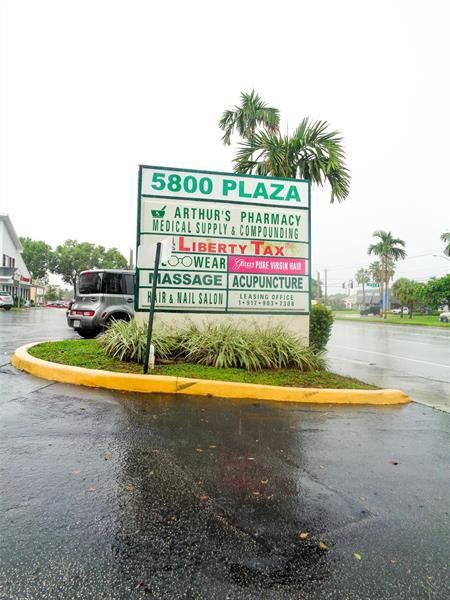 5800 PLAZA
ARTHUR'S PHARMACY
MEDICAL SUPPLY & COMPOUNDING
LIBERTY TAX
WEAR
PURE VIRGIN HAIR
MASSAGE
ACUPUNCTURE
HAIR & NAIL SALON
LEASING OFFICE